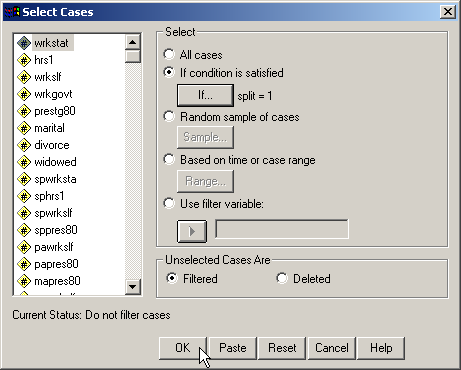 Select Cases
wrkstat
hrs1
wrkslf
wrkgovt
prestg80
marital
divorce
widowed
spwrksta
sphrs1
spwrkslf
sppres80
pawrkslf
papres80
mapres80
Select
All cases
If condition is satisfied
If... split = 1
Random sample of cases
Sample...
Based on time or case range
Range...
Use filter variable:
Unselected Cases Are
Filtered Deleted
Current Status: Do not filter cases
OK Paste Reset Cancel Help